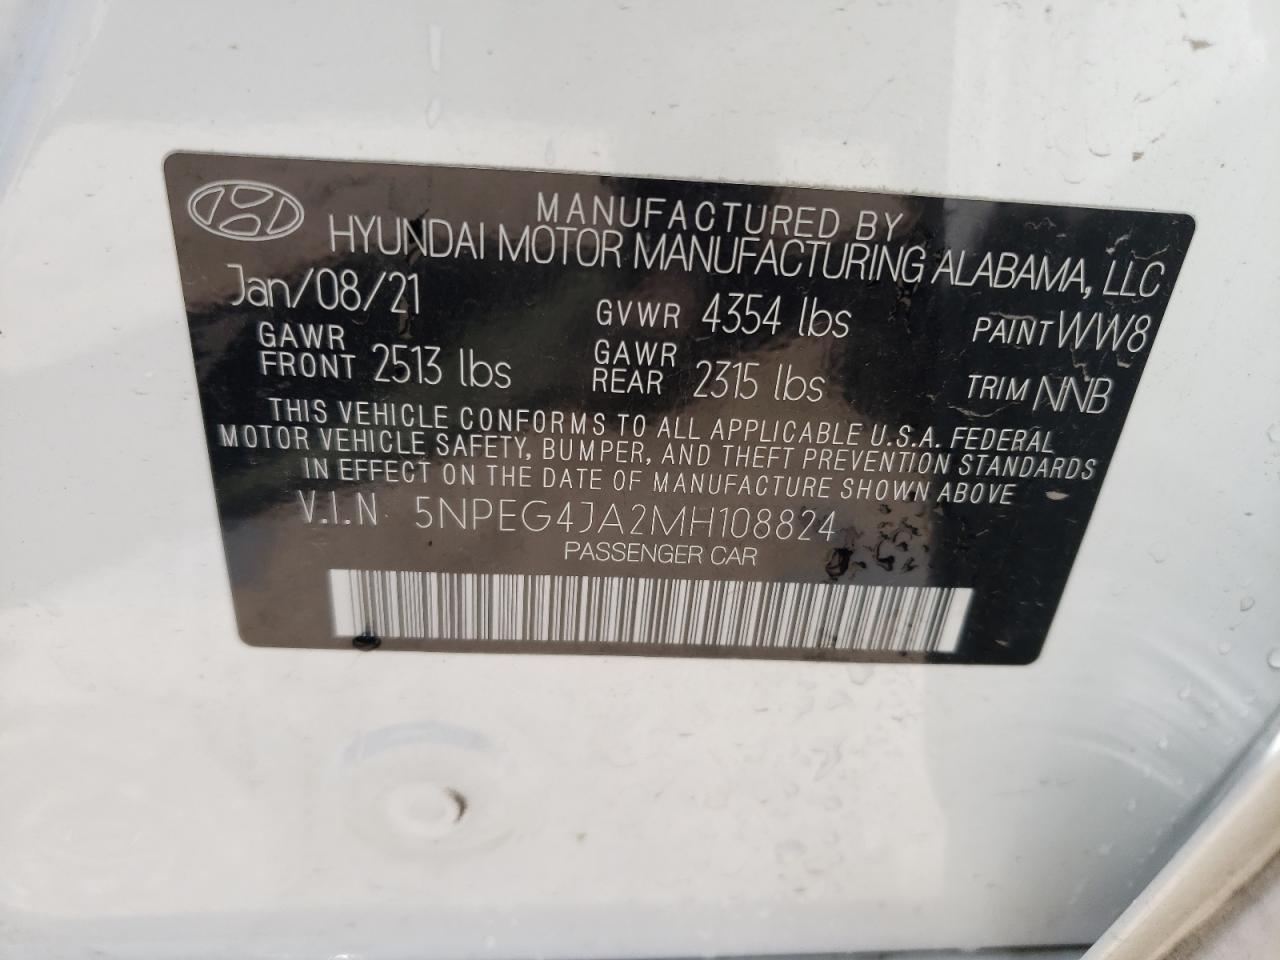 MANUFACTURED BY
HYUNDAI MOTOR MANUFACTURING ALABAMA, LLC
Jan/08/21 GVWR 4354 lbs PAINT WW8
GAWR FRONT 2513 lbs GAWR REAR 2315 lbs TRIM NNB
THIS VEHICLE CONFORMS TO ALL APPLICABLE U.S.A. FEDERAL
MOTOR VEHICLE SAFETY, BUMPER, AND THEFT PREVENTION STANDARDS
IN EFFECT ON THE DATE OF MANUFACTURE SHOWN ABOVE
V.I.N 5NPEG4JA2MH108824
PASSENGER CAR